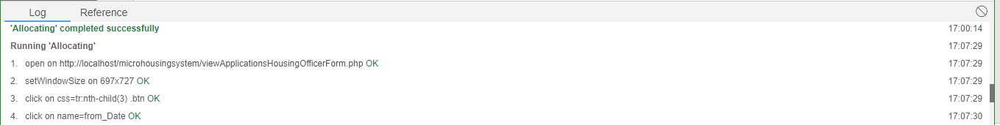 Log Reference
'Allocating' completed successfully 17:00:14
Running 'Allocating' 17:07:29
1. open on http://localhost/microhousingsystem/viewApplicationsHousingOfficerForm.php OK 17:07:29
2. setWindowSize on 697x727 OK 17:07:29
3. click on css=tr:nth-child(3) .btn OK 17:07:29
4. click on name=from_Date OK 17:07:30